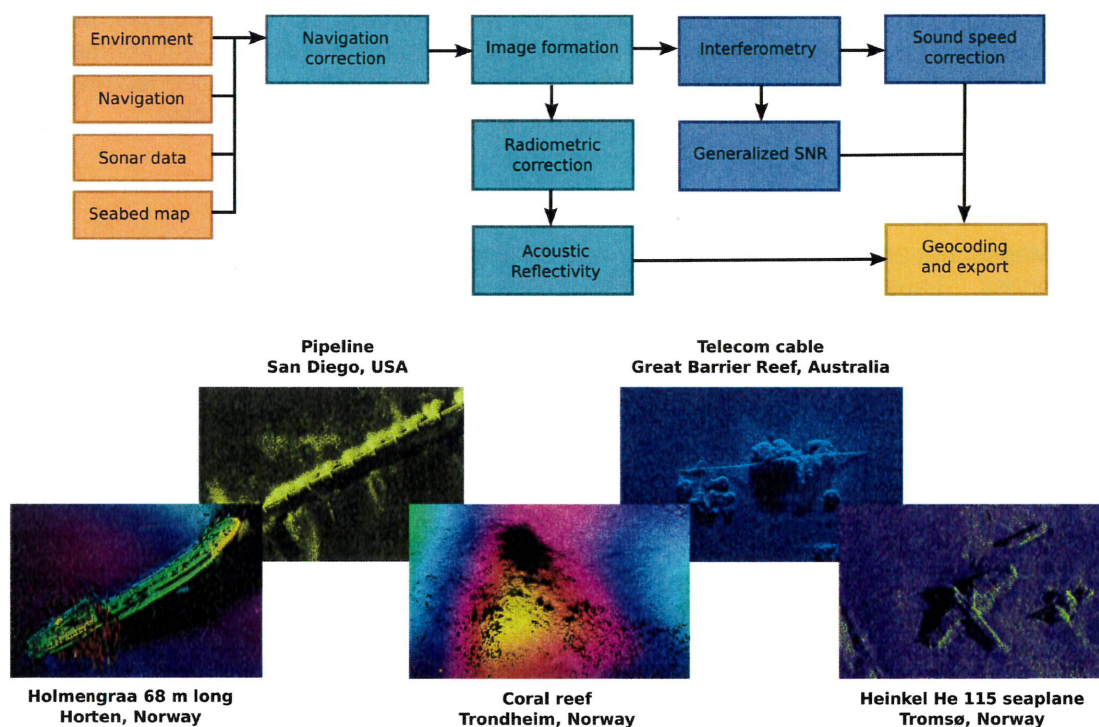 Environment
Navigation
correction
Image formation
Interferometry
Sound speed
correction
Navigation
Sonar data
Seabed map
Radiometric
correction
Generalized SNR
Acoustic
Reflectivity
Geocoding
and export
Pipeline
San Diego, USA
Telecom cable
Great Barrier Reef, Australia
Holmengraa 68 m long
Horten, Norway
Coral reef
Trondheim, Norway
Heinkel He 115 seaplane
Tromsø, Norway